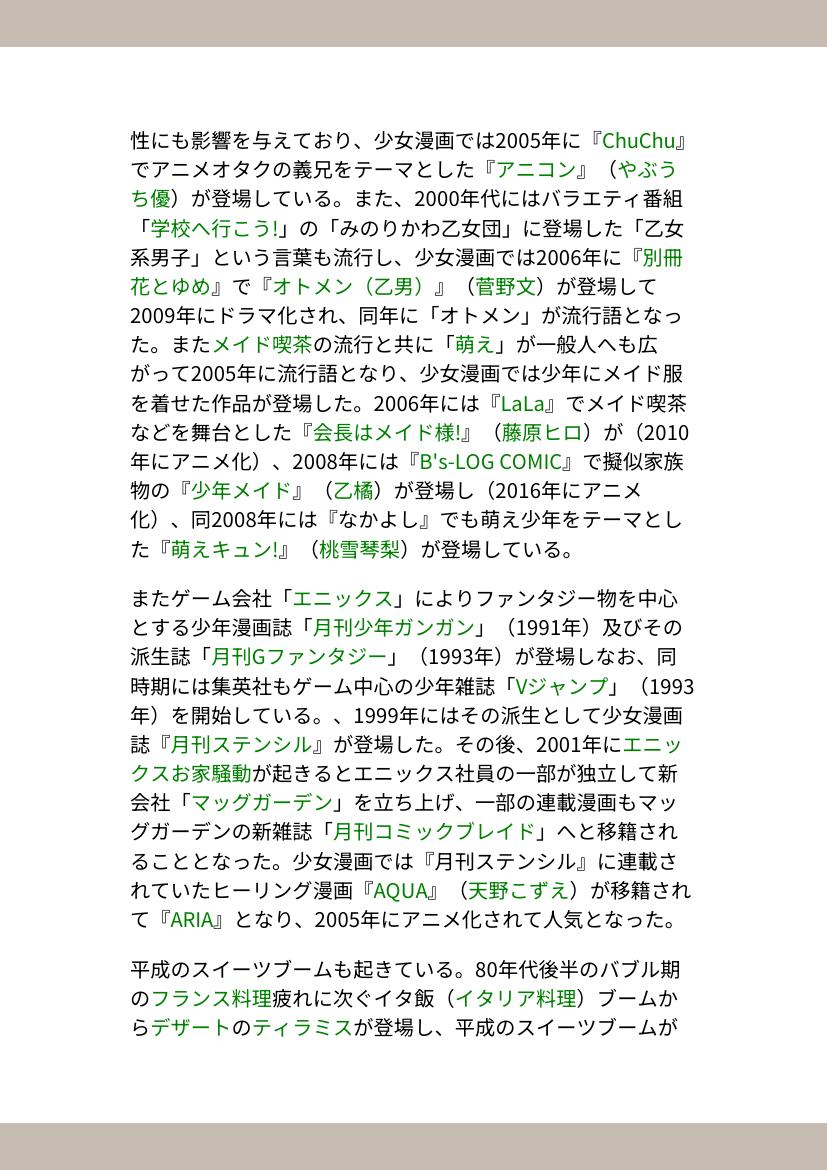 性にも影響を与えており、少女漫画では2005年に『ChuChu』
でアニメオタクの義兄をテーマとした『アニコン』（やぶう
ち優）が登場している。また、2000年代にはバラエティ番組
「学校へ行こう!」の「みのりかわ乙女団」に登場した「乙女
系男子」という言葉も流行し、少女漫画では2006年に『別冊
花とゆめ』で『オトメン（乙男）』（菅野文）が登場して
2009年にドラマ化され、同年に「オトメン」が流行語となっ
た。またメイド喫茶の流行と共に「萌え」が一般人へも広
がって2005年に流行語となり、少女漫画では少年にメイド服
を着せた作品が登場した。2006年には『LaLa』でメイド喫茶
などを舞台とした『会長はメイド様!』（藤原ヒロ）が（2010
年にアニメ化）、2008年には『B's-LOG COMIC』で擬似家族
物の『少年メイド』（乙橘）が登場し（2016年にアニメ
化）、同2008年には『なかよし』でも萌え少年をテーマとし
た『萌えキュン!』（桃雪琴梨）が登場している。
またゲーム会社「エニックス」によりファンタジー物を中心
とする少年漫画誌「月刊少年ガンガン」（1991年）及びその
派生誌「月刊Gファンタジー」（1993年）が登場しなお、同
時期には集英社もゲーム中心の少年雑誌「Vジャンプ」（1993
年）を開始している。、1999年にはその派生として少女漫画
誌『月刊ステンシル』が登場した。その後、2001年にエニッ
クスお家騒動が起きるとエニックス社員の一部が独立して新
会社「マッグガーデン」を立ち上げ、一部の連載漫画もマッ
グガーデンの新雑誌「月刊コミックブレイド」へと移籍され
ることとなった。少女漫画では『月刊ステンシル』に連載さ
れていたヒーリング漫画『AQUA』（天野こずえ）が移籍され
て『ARIA』となり、2005年にアニメ化されて人気となった。
平成のスイーツブームも起きている。80年代後半のバブル期
のフランス料理疲れに次ぐイタ飯（イタリア料理）ブームか
らデザートのティラミスが登場し、平成のスイーツブームが